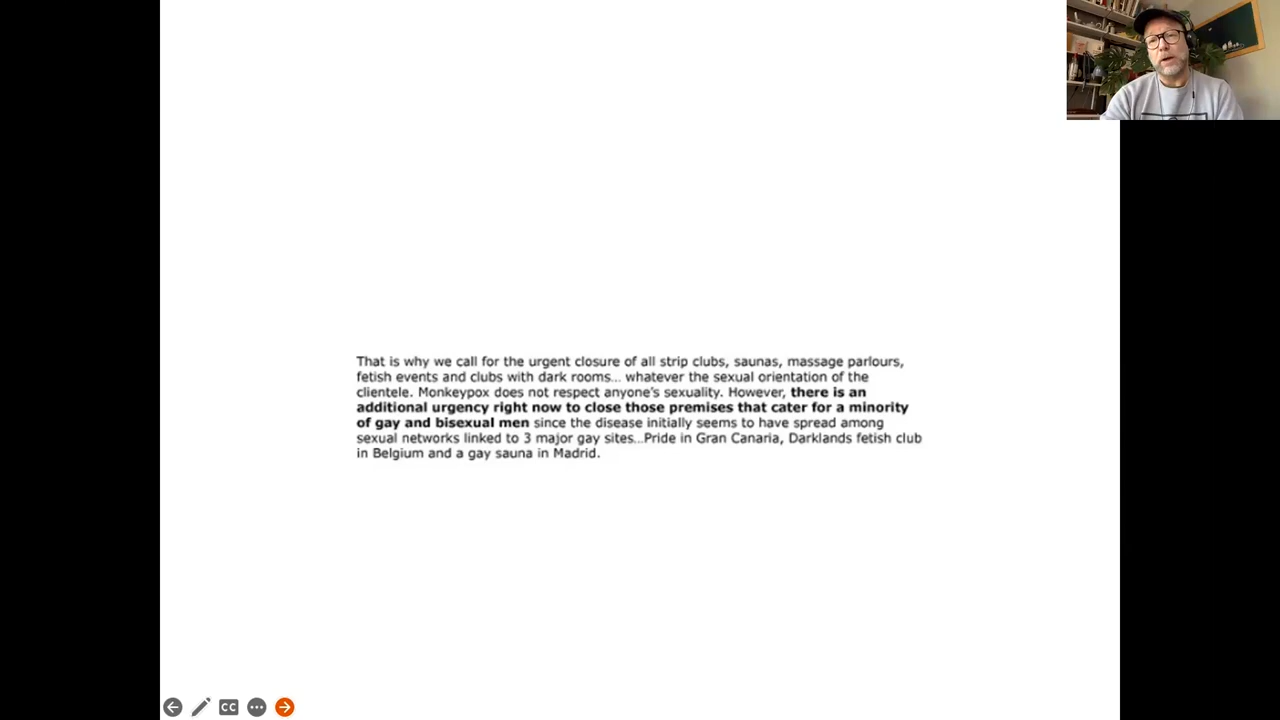 That is why we call for the urgent closure of all strip clubs, saunas, massage parlours,
fetish events and clubs with dark rooms... whatever the sexual orientation of the
clientele. Monkeypox does not respect anyone's sexuality. However, there is an
additional urgency right now to close those premises that cater for a minority
of gay and bisexual men since the disease initially seems to have spread among
sexual networks linked to 3 major gay sites...Pride in Gran Canaria, Darklands fetish club
in Belgium and a gay sauna in Madrid.
CC